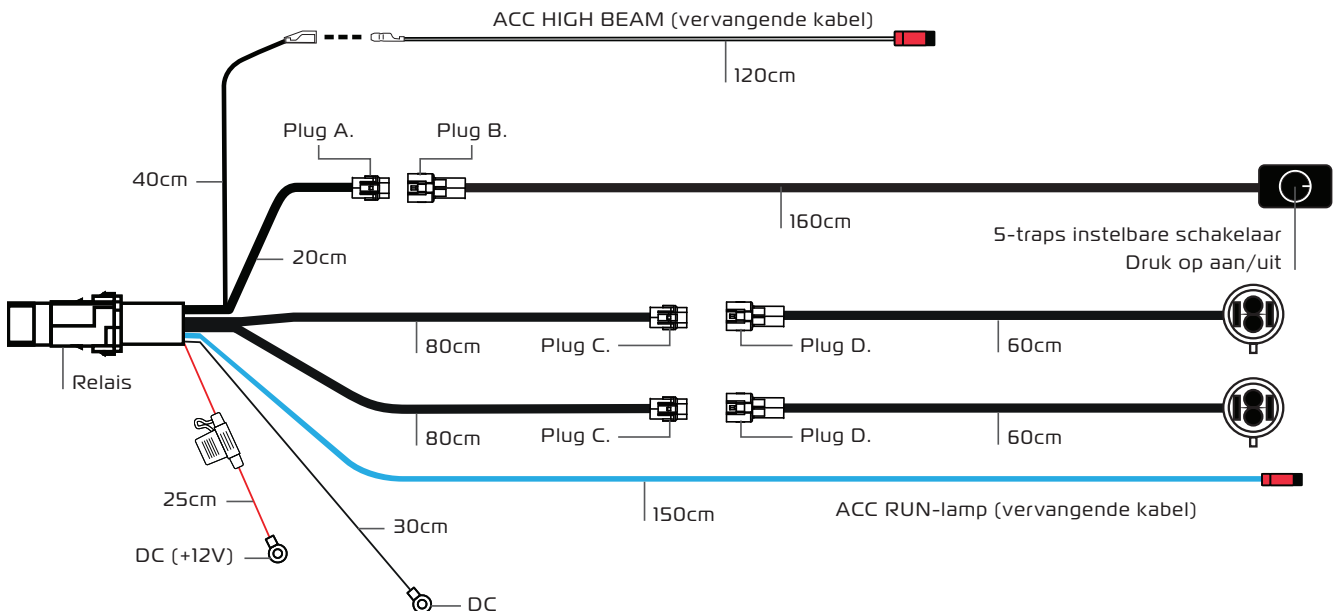 ACC HIGH BEAM (vervangende kabel)
120cm
Plug A.
Plug B.
40cm
160cm
5-traps instelbare schakelaar
Druk op aan/uit
20cm
80cm
Plug C.
Plug D.
60cm
Relais
80cm
Plug C.
Plug D.
60cm
25cm
150cm
ACC RUN-lamp (vervangende kabel)
30cm
DC (+12V)
DC